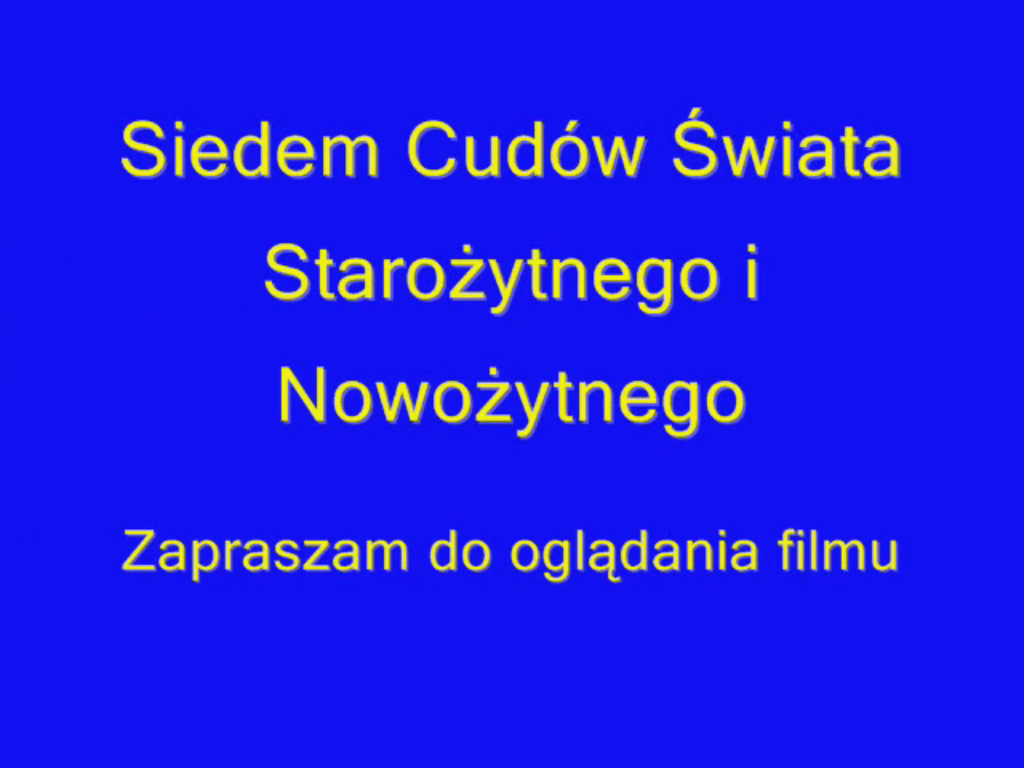 Siedem Cudów Świata
Starożytnego i
Nowożytnego
Zapraszam do oglądania filmu